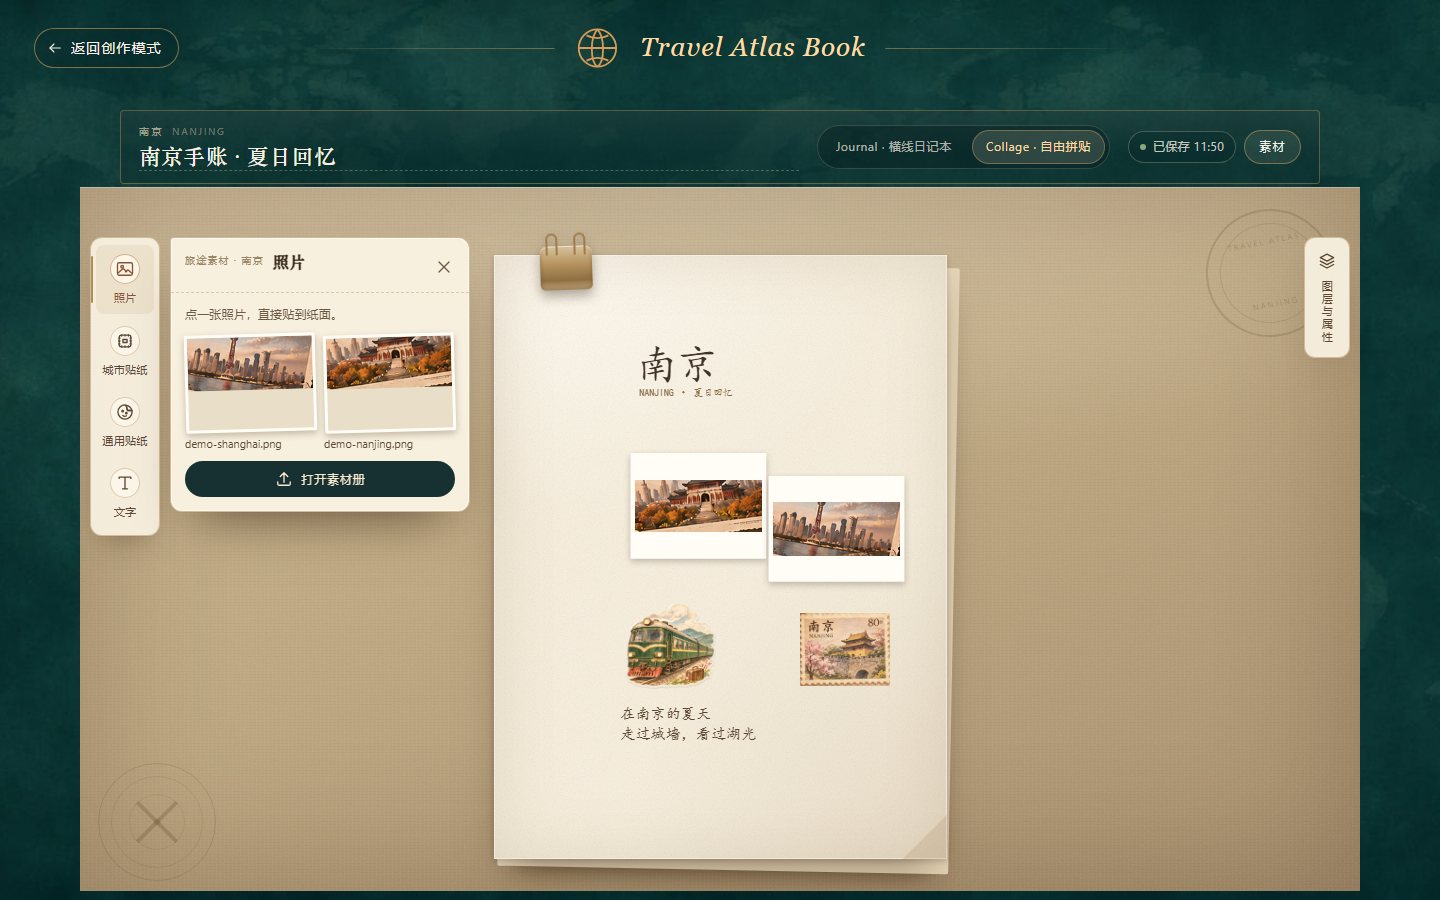 返回创作模式
Travel Atlas Book
南京 NANJING
南京手账 · 夏日回忆
Journal · 横线日记本
Collage · 自由拼贴
已保存 11:50
素材
照片
城市贴纸
通用贴纸
文字
旅途素材 · 南京 照片
点一张照片，直接贴到纸面。
demo-shanghai.png
demo-nanjing.png
打开素材册
南京
NANJING · 夏日回忆
南京
NANJING
80
在南京的夏天
走过城墙，看过湖光
TRAVEL ATLAS
NANJING
图层与属性